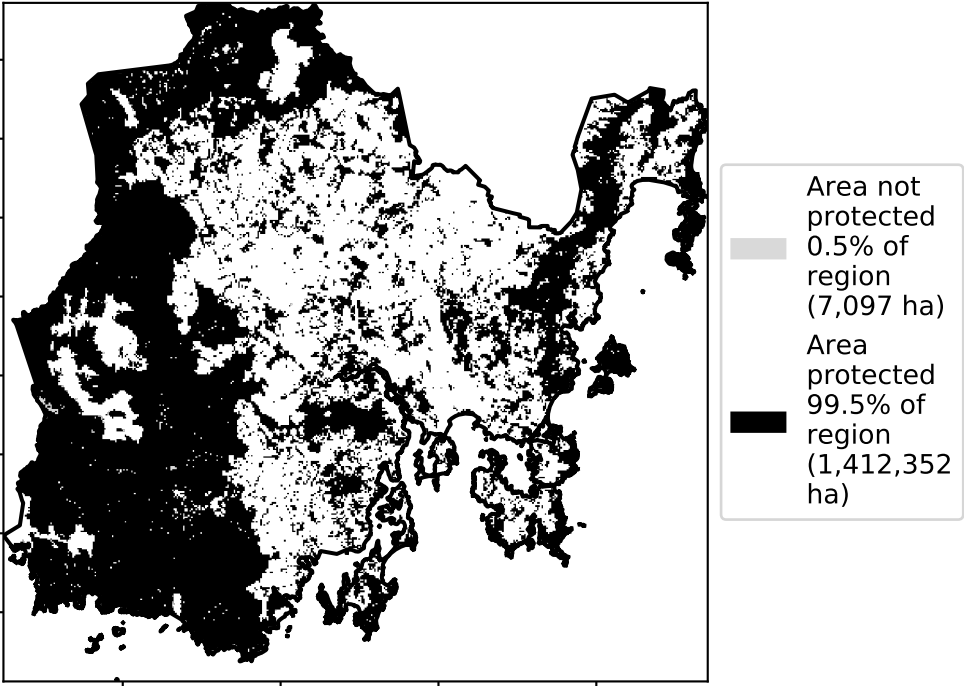 Area not
protected
0.5% of
region
(7,097 ha)
Area
protected
99.5% of
region
(1,412,352
ha)